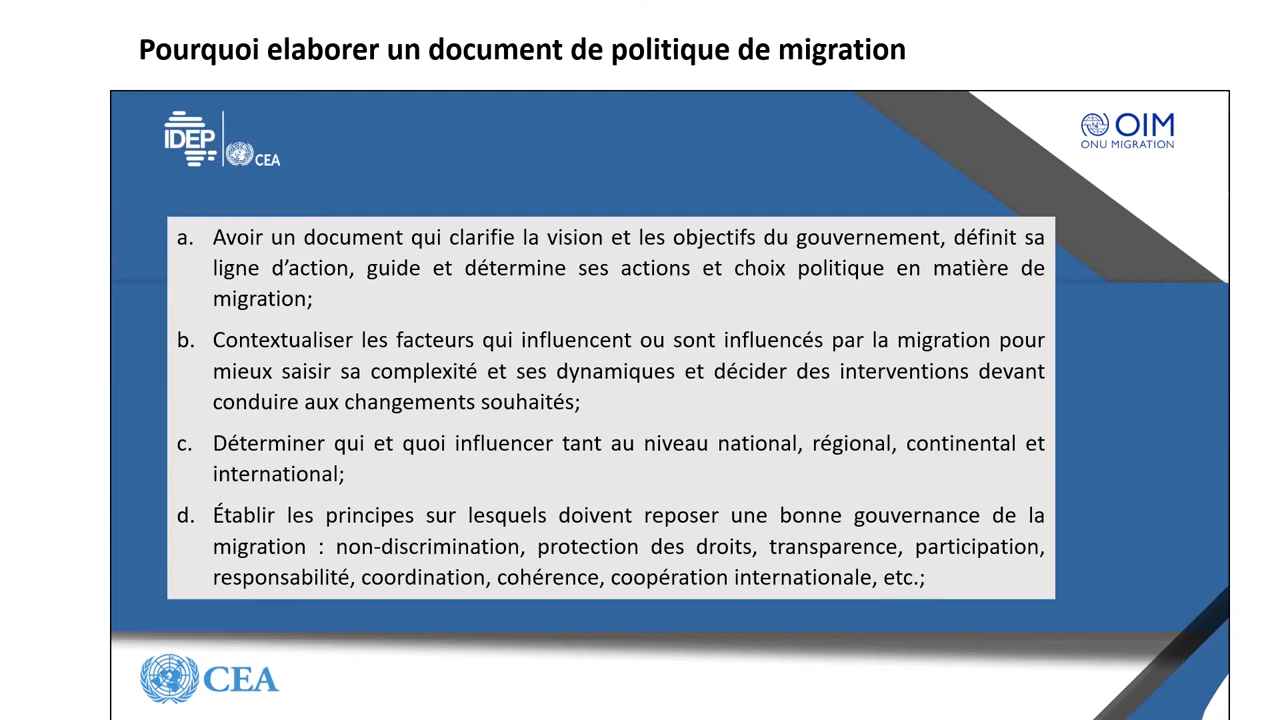 Pourquoi elaborer un document de politique de migration
IDEP
CEA
OIM
ONU MIGRATION
a. Avoir un document qui clarifie la vision et les objectifs du gouvernement, définit sa
ligne d’action, guide et détermine ses actions et choix politique en matière de
migration;
b. Contextualiser les facteurs qui influencent ou sont influencés par la migration pour
mieux saisir sa complexité et ses dynamiques et décider des interventions devant
conduire aux changements souhaités;
c. Déterminer qui et quoi influencer tant au niveau national, régional, continental et
international;
d. Établir les principes sur lesquels doivent reposer une bonne gouvernance de la
migration : non-discrimination, protection des droits, transparence, participation,
responsabilité, coordination, cohérence, coopération internationale, etc.;
CEA